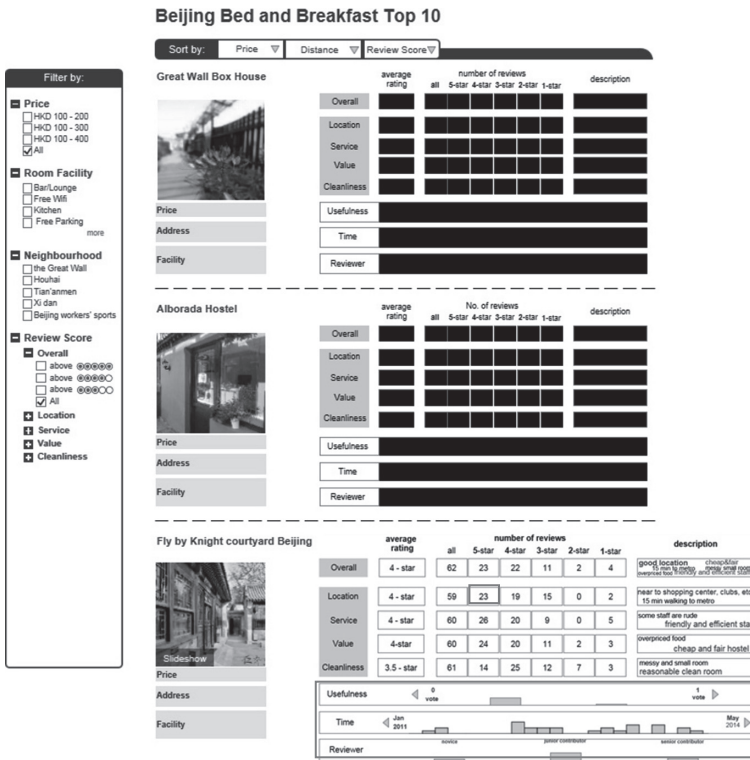 Beijing Bed and Breakfast Top 10
Sort by: Price Distance Review Score
Filter by:
Price
HKD 100 - 200
HKD 100 - 300
HKD 100 - 400
All
Room Facility
Bar/Lounge
Free Wifi
Kitchen
Free Parking
more
Neighbourhood
the Great Wall
Houhai
Tian'anmen
Xi dan
Beijing workers' sports
Review Score
Overall
above
above
above
All
Location
Service
Value
Cleanliness
Great Wall Box House
average rating
number of reviews
all 5-star 4-star 3-star 2-star 1-star
description
Overall
Location
Service
Value
Cleanliness
Price
Address
Facility
Usefulness
Time
Reviewer
Alborada Hostel
average rating
No. of reviews
all 5-star 4-star 3-star 2-star 1-star
description
Overall
Location
Service
Value
Cleanliness
Price
Address
Facility
Usefulness
Time
Reviewer
Fly by Knight courtyard Beijing
average rating
number of reviews
all 5-star 4-star 3-star 2-star 1-star
description
Overall 4 - star 62 23 22 11 2 4
good location cheap&fair
15 min to metro messy small room
overpriced food friendly and efficient staff
Location 4 - star 59 23 19 15 0 2
near to shopping center, clubs, etc
15 min walking to metro
Service 4 - star 60 26 20 9 0 5
some staff are rude
friendly and efficient sta
Value 4-star 60 24 20 11 2 3
overpriced food
cheap and fair hostel
Cleanliness 3.5 - star 61 14 25 12 7 3
messy and small room
reasonable clean room
Slideshow
Price
Address
Facility
Usefulness 0 vote 1 vote
Time Jan 2011 May 2014
Reviewer novice junior contributor senior contributor